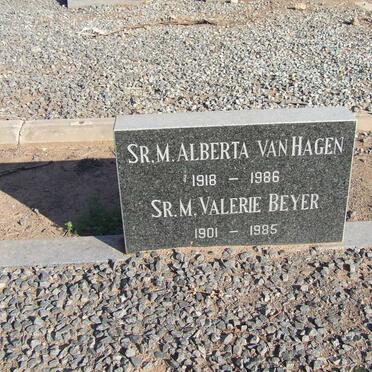 SR. M. ALBERTA VAN HAGEN
1918 – 1986
SR. M. VALERIE BEYER
1901 – 1985